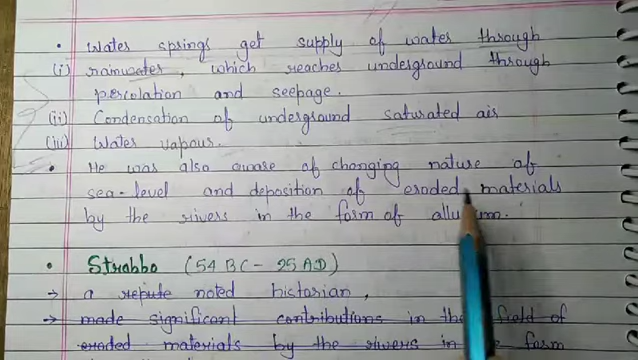 • Water springs get supply of water through
(i) rainwater, which reaches underground through
percolation and seepage.
(ii) Condensation of underground saturated air
(iii) Water vapour.
• He was also aware of changing nature of
sea-level and deposition of eroded materials
by the rivers in the form of alluvium.
• Strabbo (54 BC - 25 AD)
→ a repute noted historian,
→ made significant contributions in the field of
eroded materials by the rivers in the form